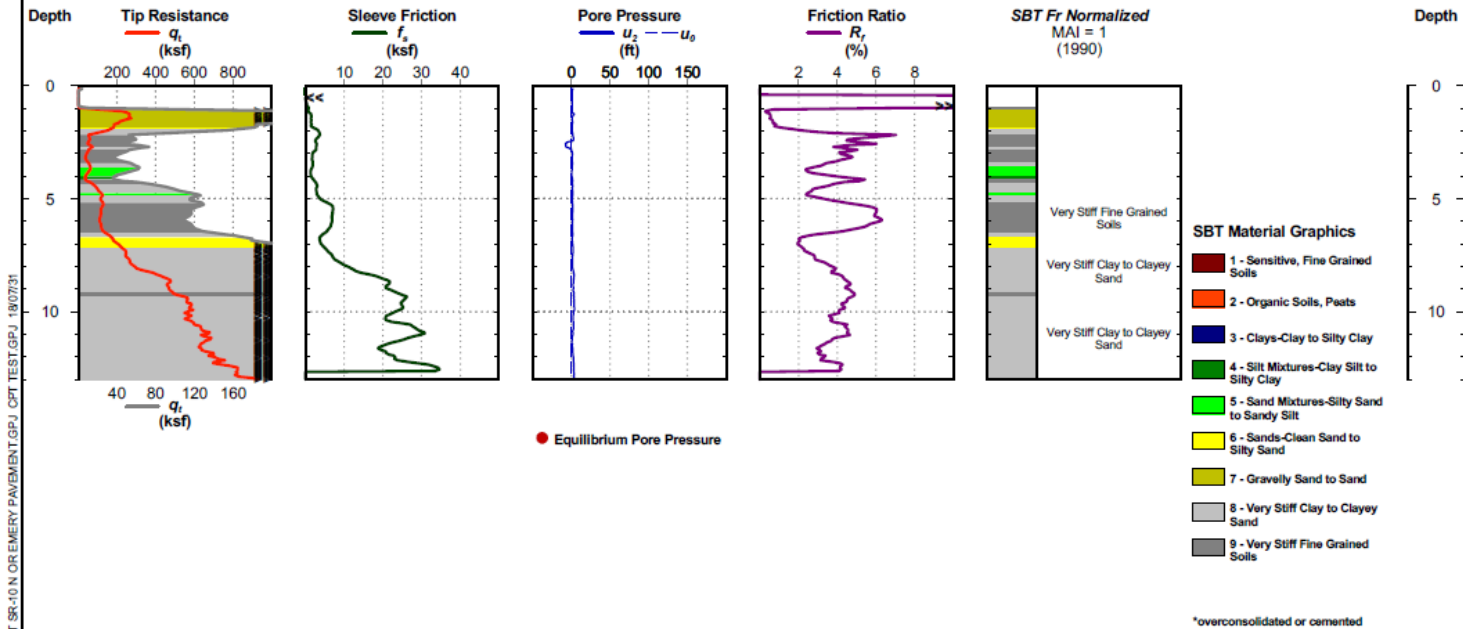 Depth
Tip Resistance
qt
(ksf)
200 400 600 800
Sleeve Friction
fs
(ksf)
10 20 30 40
Pore Pressure
u2 u0
(ft)
0 50 100 150
Friction Ratio
Rf
(%)
2 4 6 8
SBT Fr Normalized
MAI = 1
(1990)
Depth
0
5
10
<<
>>
40 80 120 160
qt
(ksf)
Equilibrium Pore Pressure
Very Stiff Fine Grained
Soils
Very Stiff Clay to Clayey
Sand
Very Stiff Clay to Clayey
Sand
SBT Material Graphics
1 - Sensitive, Fine Grained
Soils
2 - Organic Soils, Peats
3 - Clays-Clay to Silty Clay
4 - Silt Mixtures-Clay Silt to
Silty Clay
5 - Sand Mixtures-Silty Sand
to Sandy Silt
6 - Sands-Clean Sand to
Silty Sand
7 - Gravelly Sand to Sand
8 - Very Stiff Clay to Clayey
Sand
9 - Very Stiff Fine Grained
Soils
*overconsolidated or cemented
0
5
10
SR-10 N OR EMERY PAVEMENT.GPJ CPT TEST.GPJ 18/07/31